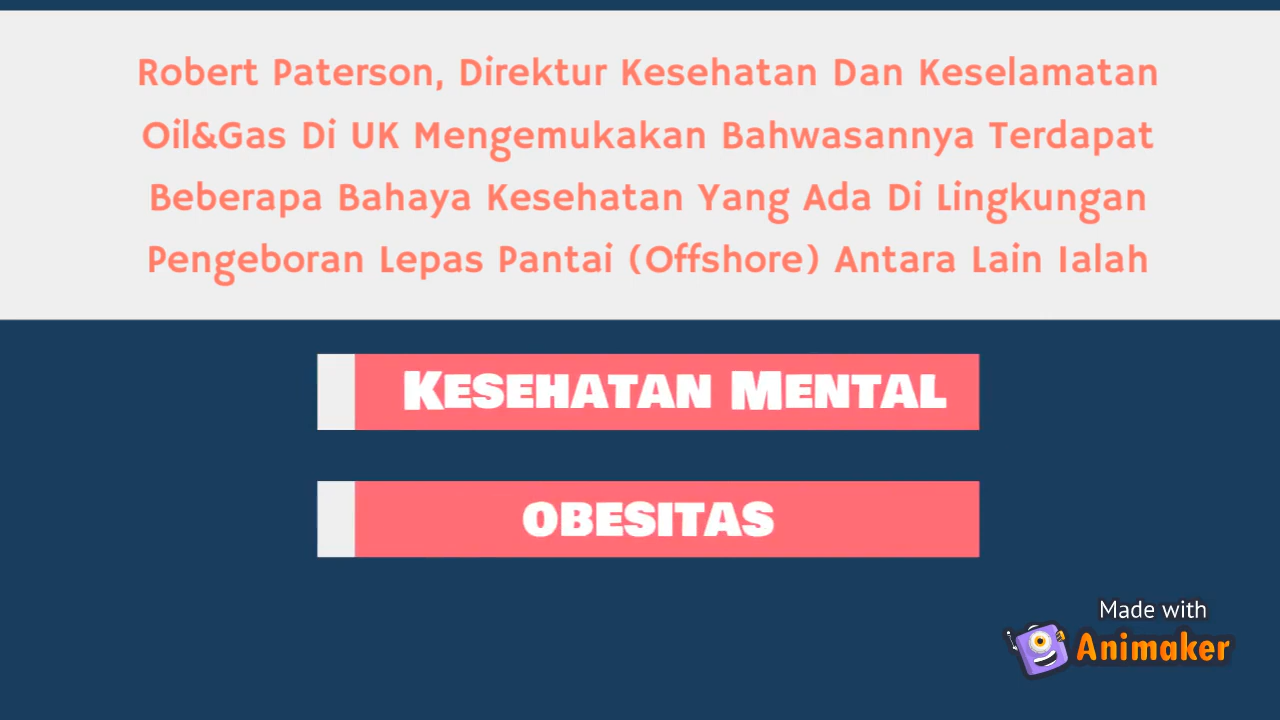 Robert Paterson, Direktur Kesehatan Dan Keselamatan
Oil&Gas Di UK Mengemukakan Bahwasannya Terdapat
Beberapa Bahaya Kesehatan Yang Ada Di Lingkungan
Pengeboran Lepas Pantai (Offshore) Antara Lain Ialah
Kesehatan Mental
OBESITAS
Made with
Animaker